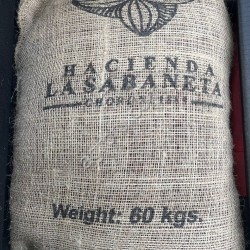 HACIENDA
LA SABANETA
Weight: 60 kgs.